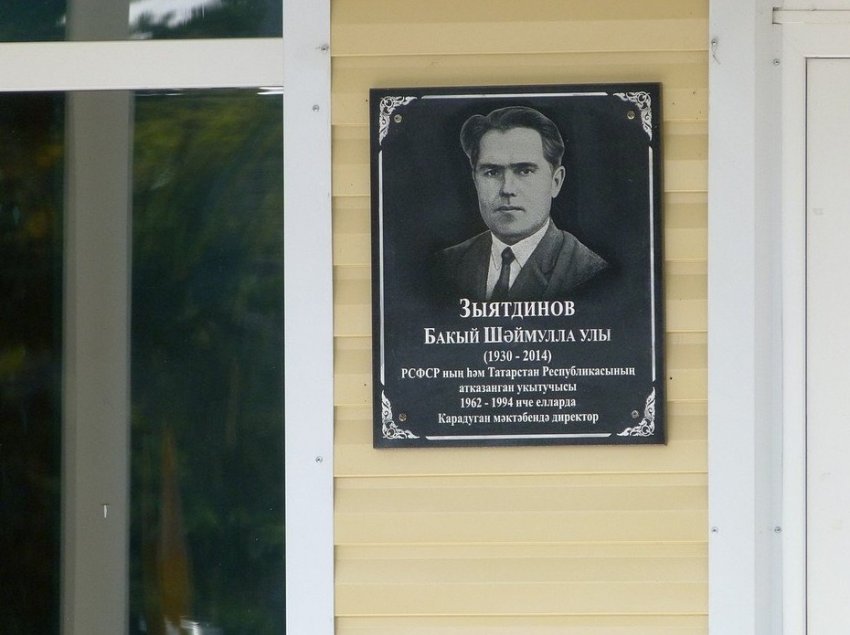 Зыятдинов
Бакый Шәймулла улы
(1930 - 2014)
РСФСР ның һәм Татарстан Республикасының
атказанган укытучысы
1962 - 1994 нче елларда
Карадуган мәктәбендә директор